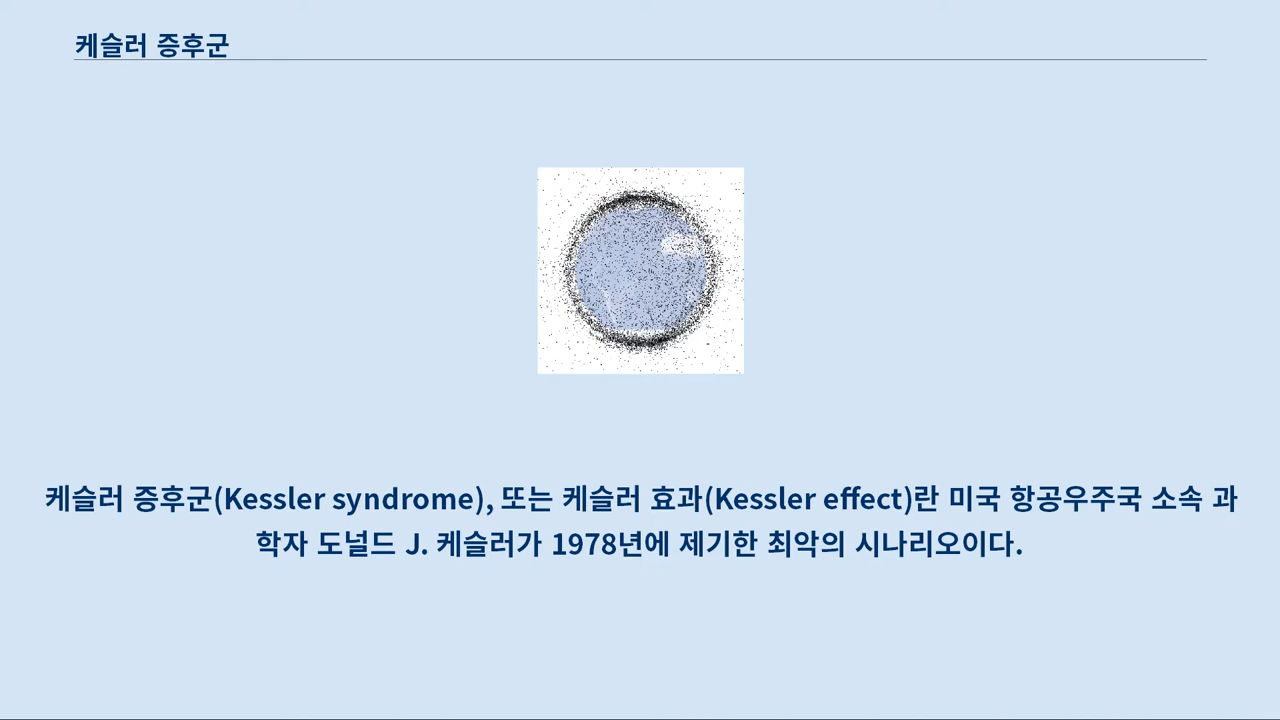 케슬러 증후군
케슬러 증후군(Kessler syndrome), 또는 케슬러 효과(Kessler effect)란 미국 항공우주국 소속 과
학자 도널드 J. 케슬러가 1978년에 제기한 최악의 시나리오이다.